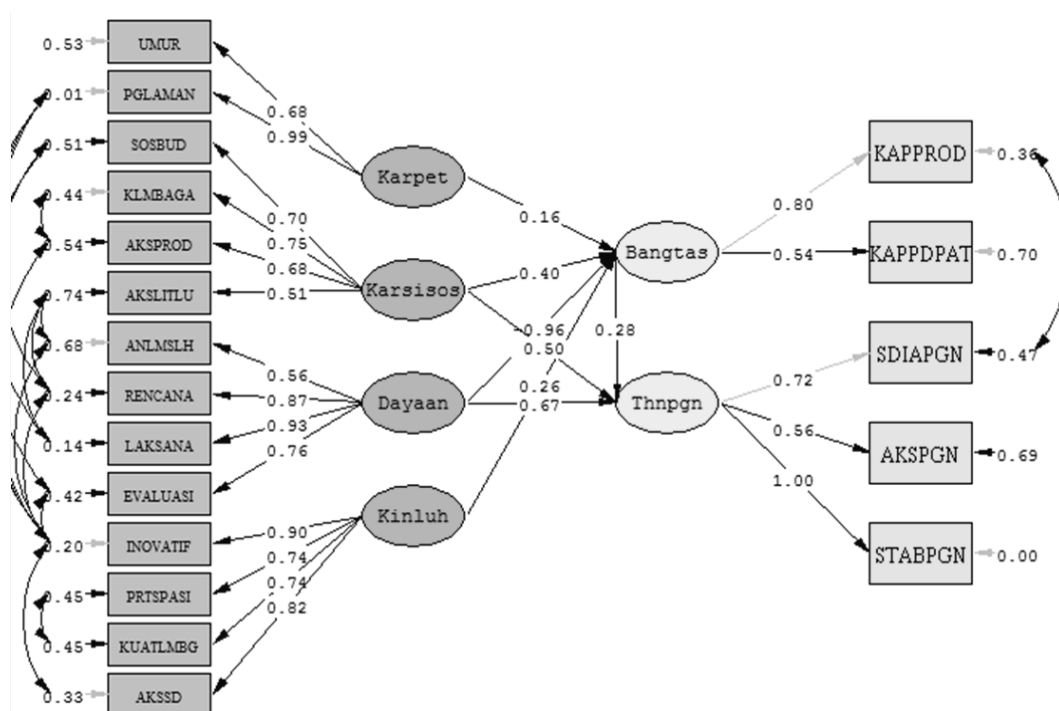 0.53 UMUR
0.01 PGLAMAN
0.51 SOSBUD
0.44 KLMBAGA
0.54 AKSPROD
0.74 AKSLITLU
0.68 ANLMSLH
0.24 RENCANA
0.14 LAKSANA
0.42 EVALUASI
0.20 INOVATIF
0.45 PRTSPASI
0.45 KUATLMBG
0.33 AKSSD
0.68
0.99
0.70
0.75
0.68
0.51
0.56
0.87
0.93
0.76
0.90
0.74
0.74
0.82
Karpet
Karsisos
Dayaan
Kinluh
0.16
0.40
0.96
0.50
0.26
0.67
Bangtas
0.28
Thnpgn
0.80
0.54
0.72
0.56
1.00
KAPPROD 0.36
KAPPDPAT 0.70
SDIAPGN 0.47
AKSPGN 0.69
STABPGN 0.00